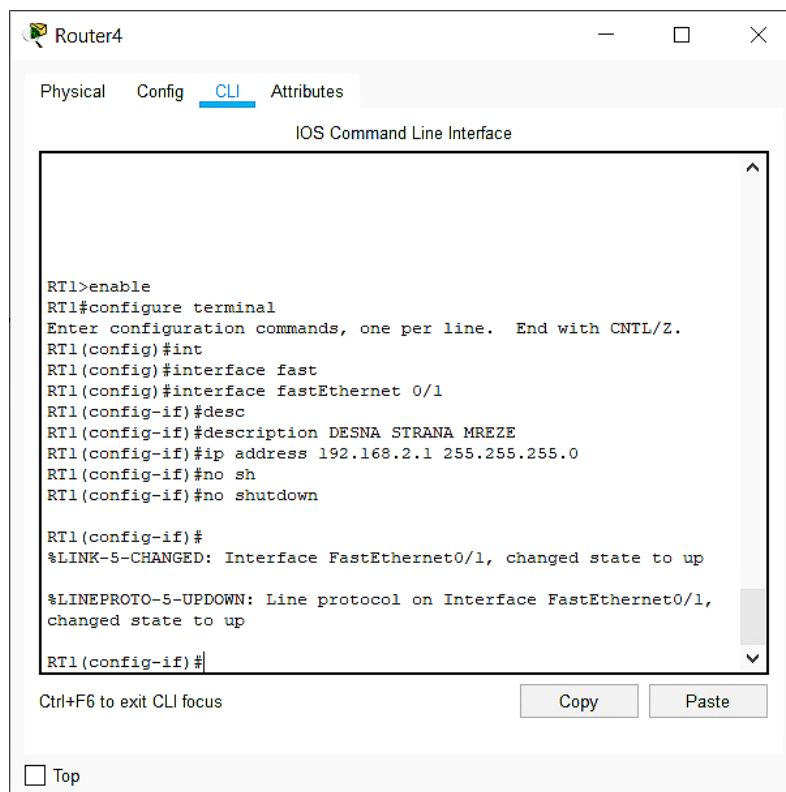 Router4
Physical Config CLI Attributes
IOS Command Line Interface
RT1>enable
RT1#configure terminal
Enter configuration commands, one per line.  End with CNTL/Z.
RT1(config)#int
RT1(config)#interface fast
RT1(config)#interface fastEthernet 0/1
RT1(config-if)#desc
RT1(config-if)#description DESNA STRANA MREZE
RT1(config-if)#ip address 192.168.2.1 255.255.255.0
RT1(config-if)#no sh
RT1(config-if)#no shutdown
RT1(config-if)#
%LINK-5-CHANGED: Interface FastEthernet0/1, changed state to up
%LINEPROTO-5-UPDOWN: Line protocol on Interface FastEthernet0/1,
changed state to up
RT1(config-if)#
Ctrl+F6 to exit CLI focus
Copy Paste
Top